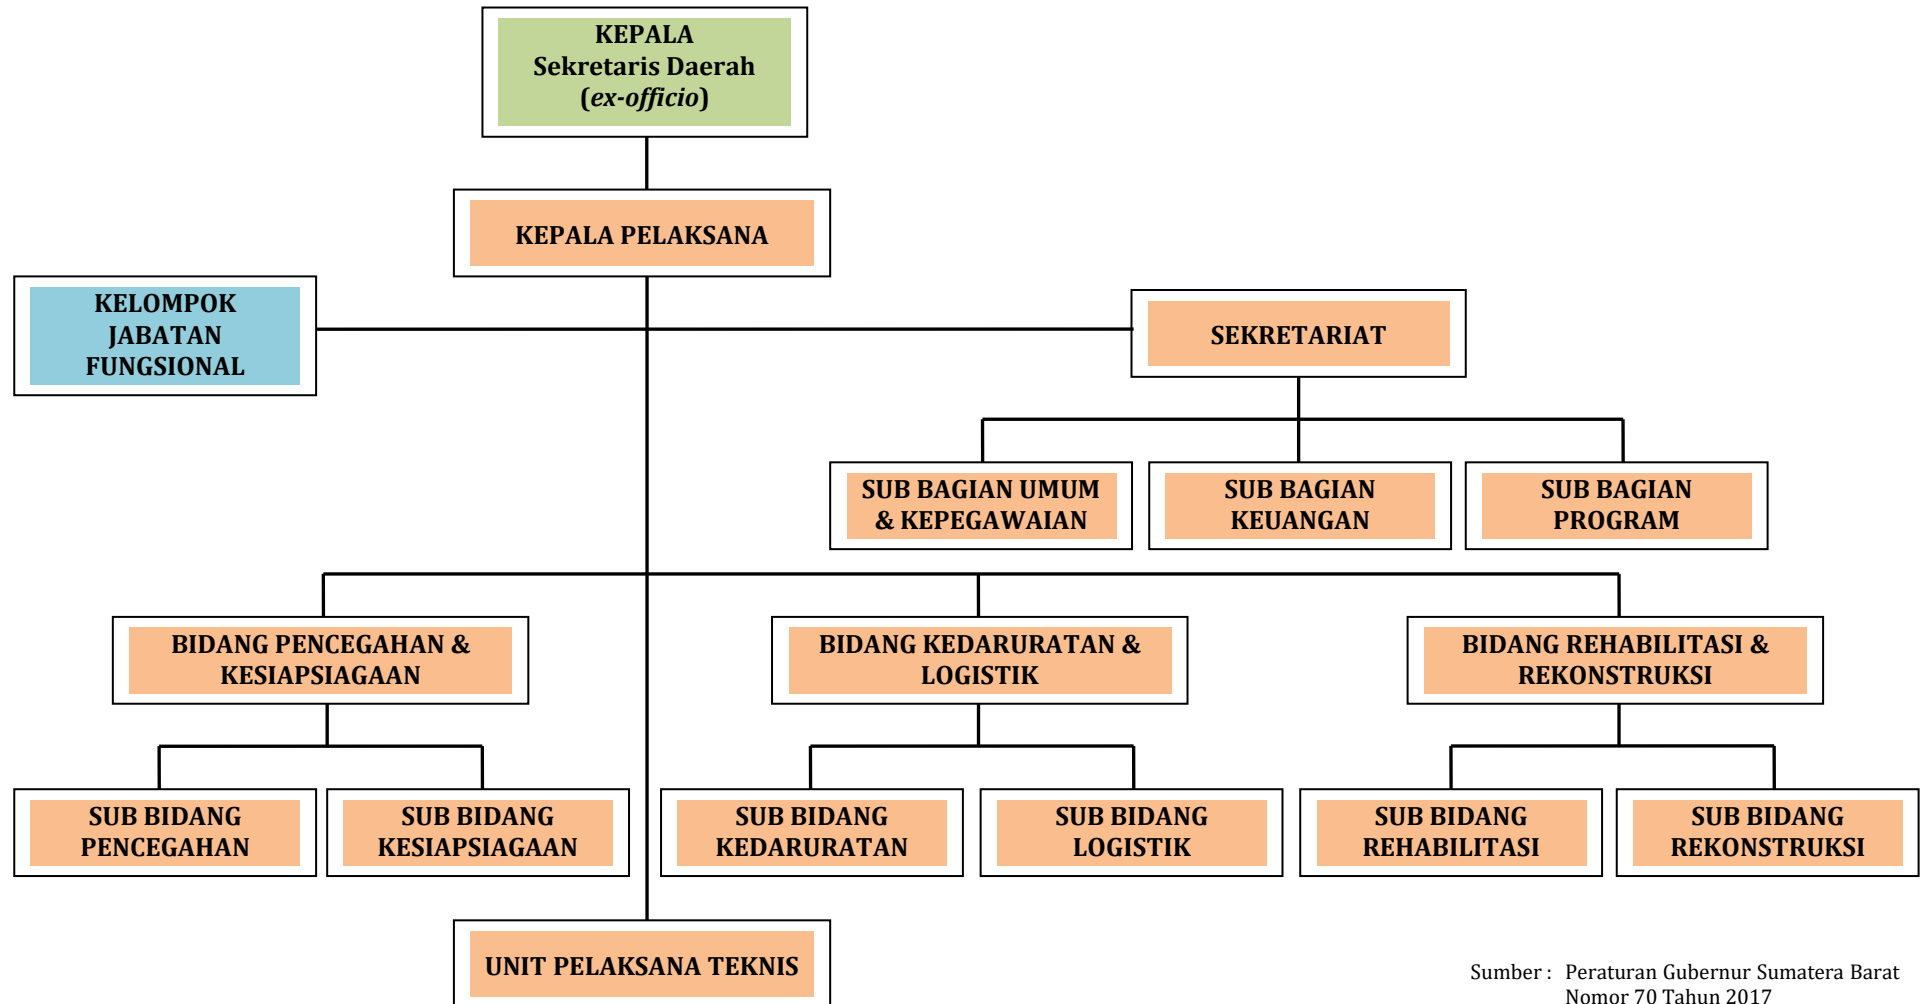 KEPALA
Sekretaris Daerah
(ex-officio)
KEPALA PELAKSANA
KELOMPOK
JABATAN
FUNGSIONAL
SEKRETARIAT
SUB BAGIAN UMUM
& KEPEGAWAIAN
SUB BAGIAN
KEUANGAN
SUB BAGIAN
PROGRAM
BIDANG PENCEGAHAN &
KESIAPSIAGAAN
BIDANG KEDARURATAN &
LOGISTIK
BIDANG REHABILITASI &
REKONSTRUKSI
SUB BIDANG
PENCEGAHAN
SUB BIDANG
KESIAPSIAGAAN
SUB BIDANG
KEDARURATAN
SUB BIDANG
LOGISTIK
SUB BIDANG
REHABILITASI
SUB BIDANG
REKONSTRUKSI
UNIT PELAKSANA TEKNIS
Sumber : Peraturan Gubernur Sumatera Barat
Nomor 70 Tahun 2017